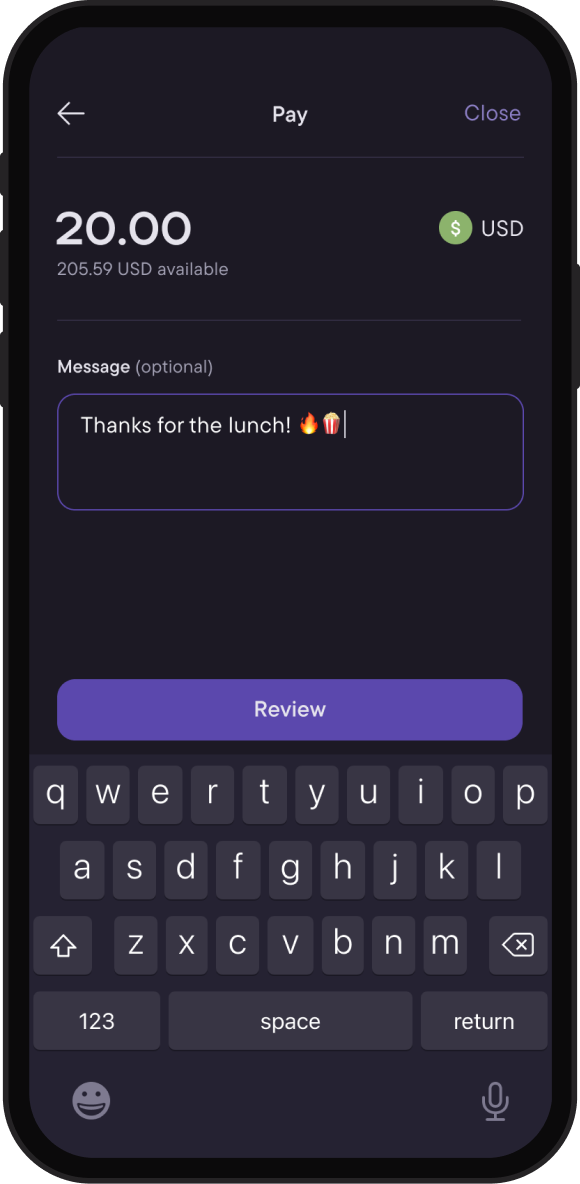 Pay
Close
20.00
$ USD
205.59 USD available
Message (optional)
Thanks for the lunch! 🔥🍿
Review
q w e r t y u i o p
a s d f g h j k l
z x c v b n m
123 space return